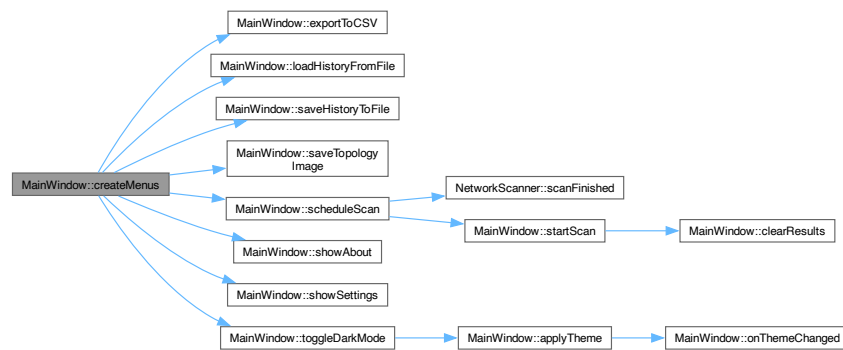 MainWindow::exportToCSV
MainWindow::loadHistoryFromFile
MainWindow::saveHistoryToFile
MainWindow::saveTopology
Image
MainWindow::createMenus
NetworkScanner::scanFinished
MainWindow::scheduleScan
MainWindow::startScan
MainWindow::clearResults
MainWindow::showAbout
MainWindow::showSettings
MainWindow::toggleDarkMode
MainWindow::applyTheme
MainWindow::onThemeChanged